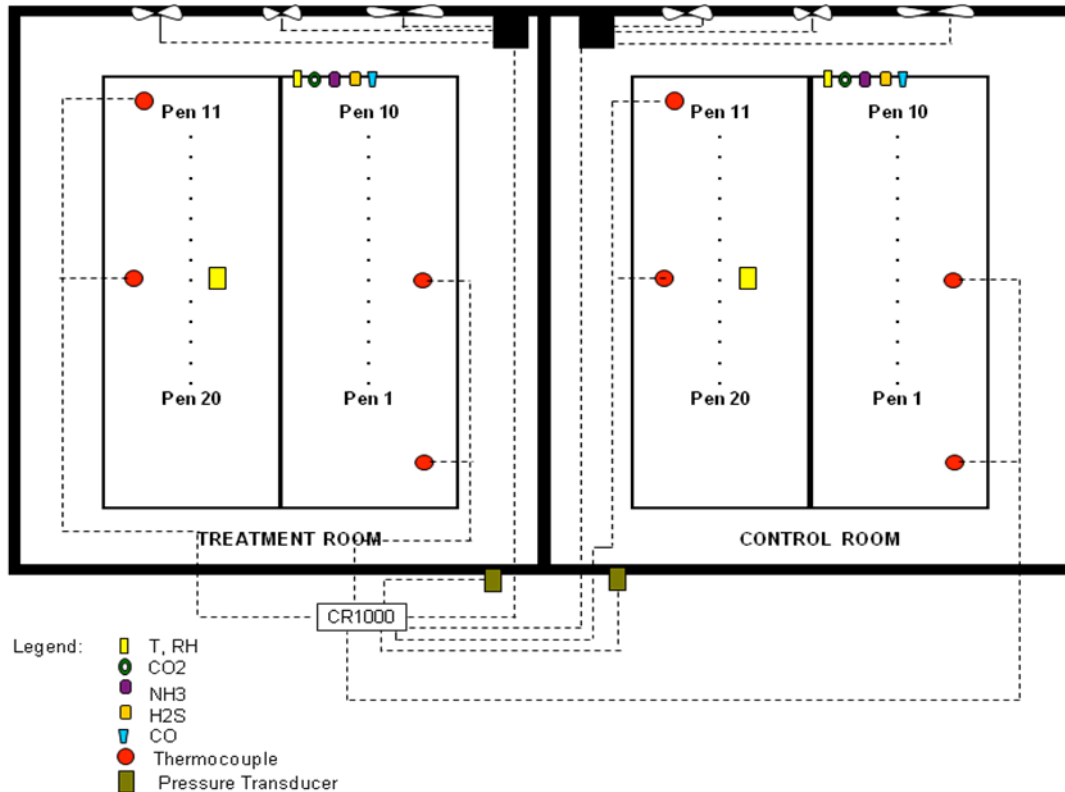 Pen 11 Pen 10 Pen 11 Pen 10
Pen 20 Pen 1 Pen 20 Pen 1
TREATMENT ROOM CONTROL ROOM
CR1000
Legend: T, RH
CO2
NH3
H2S
CO
Thermocouple
Pressure Transducer